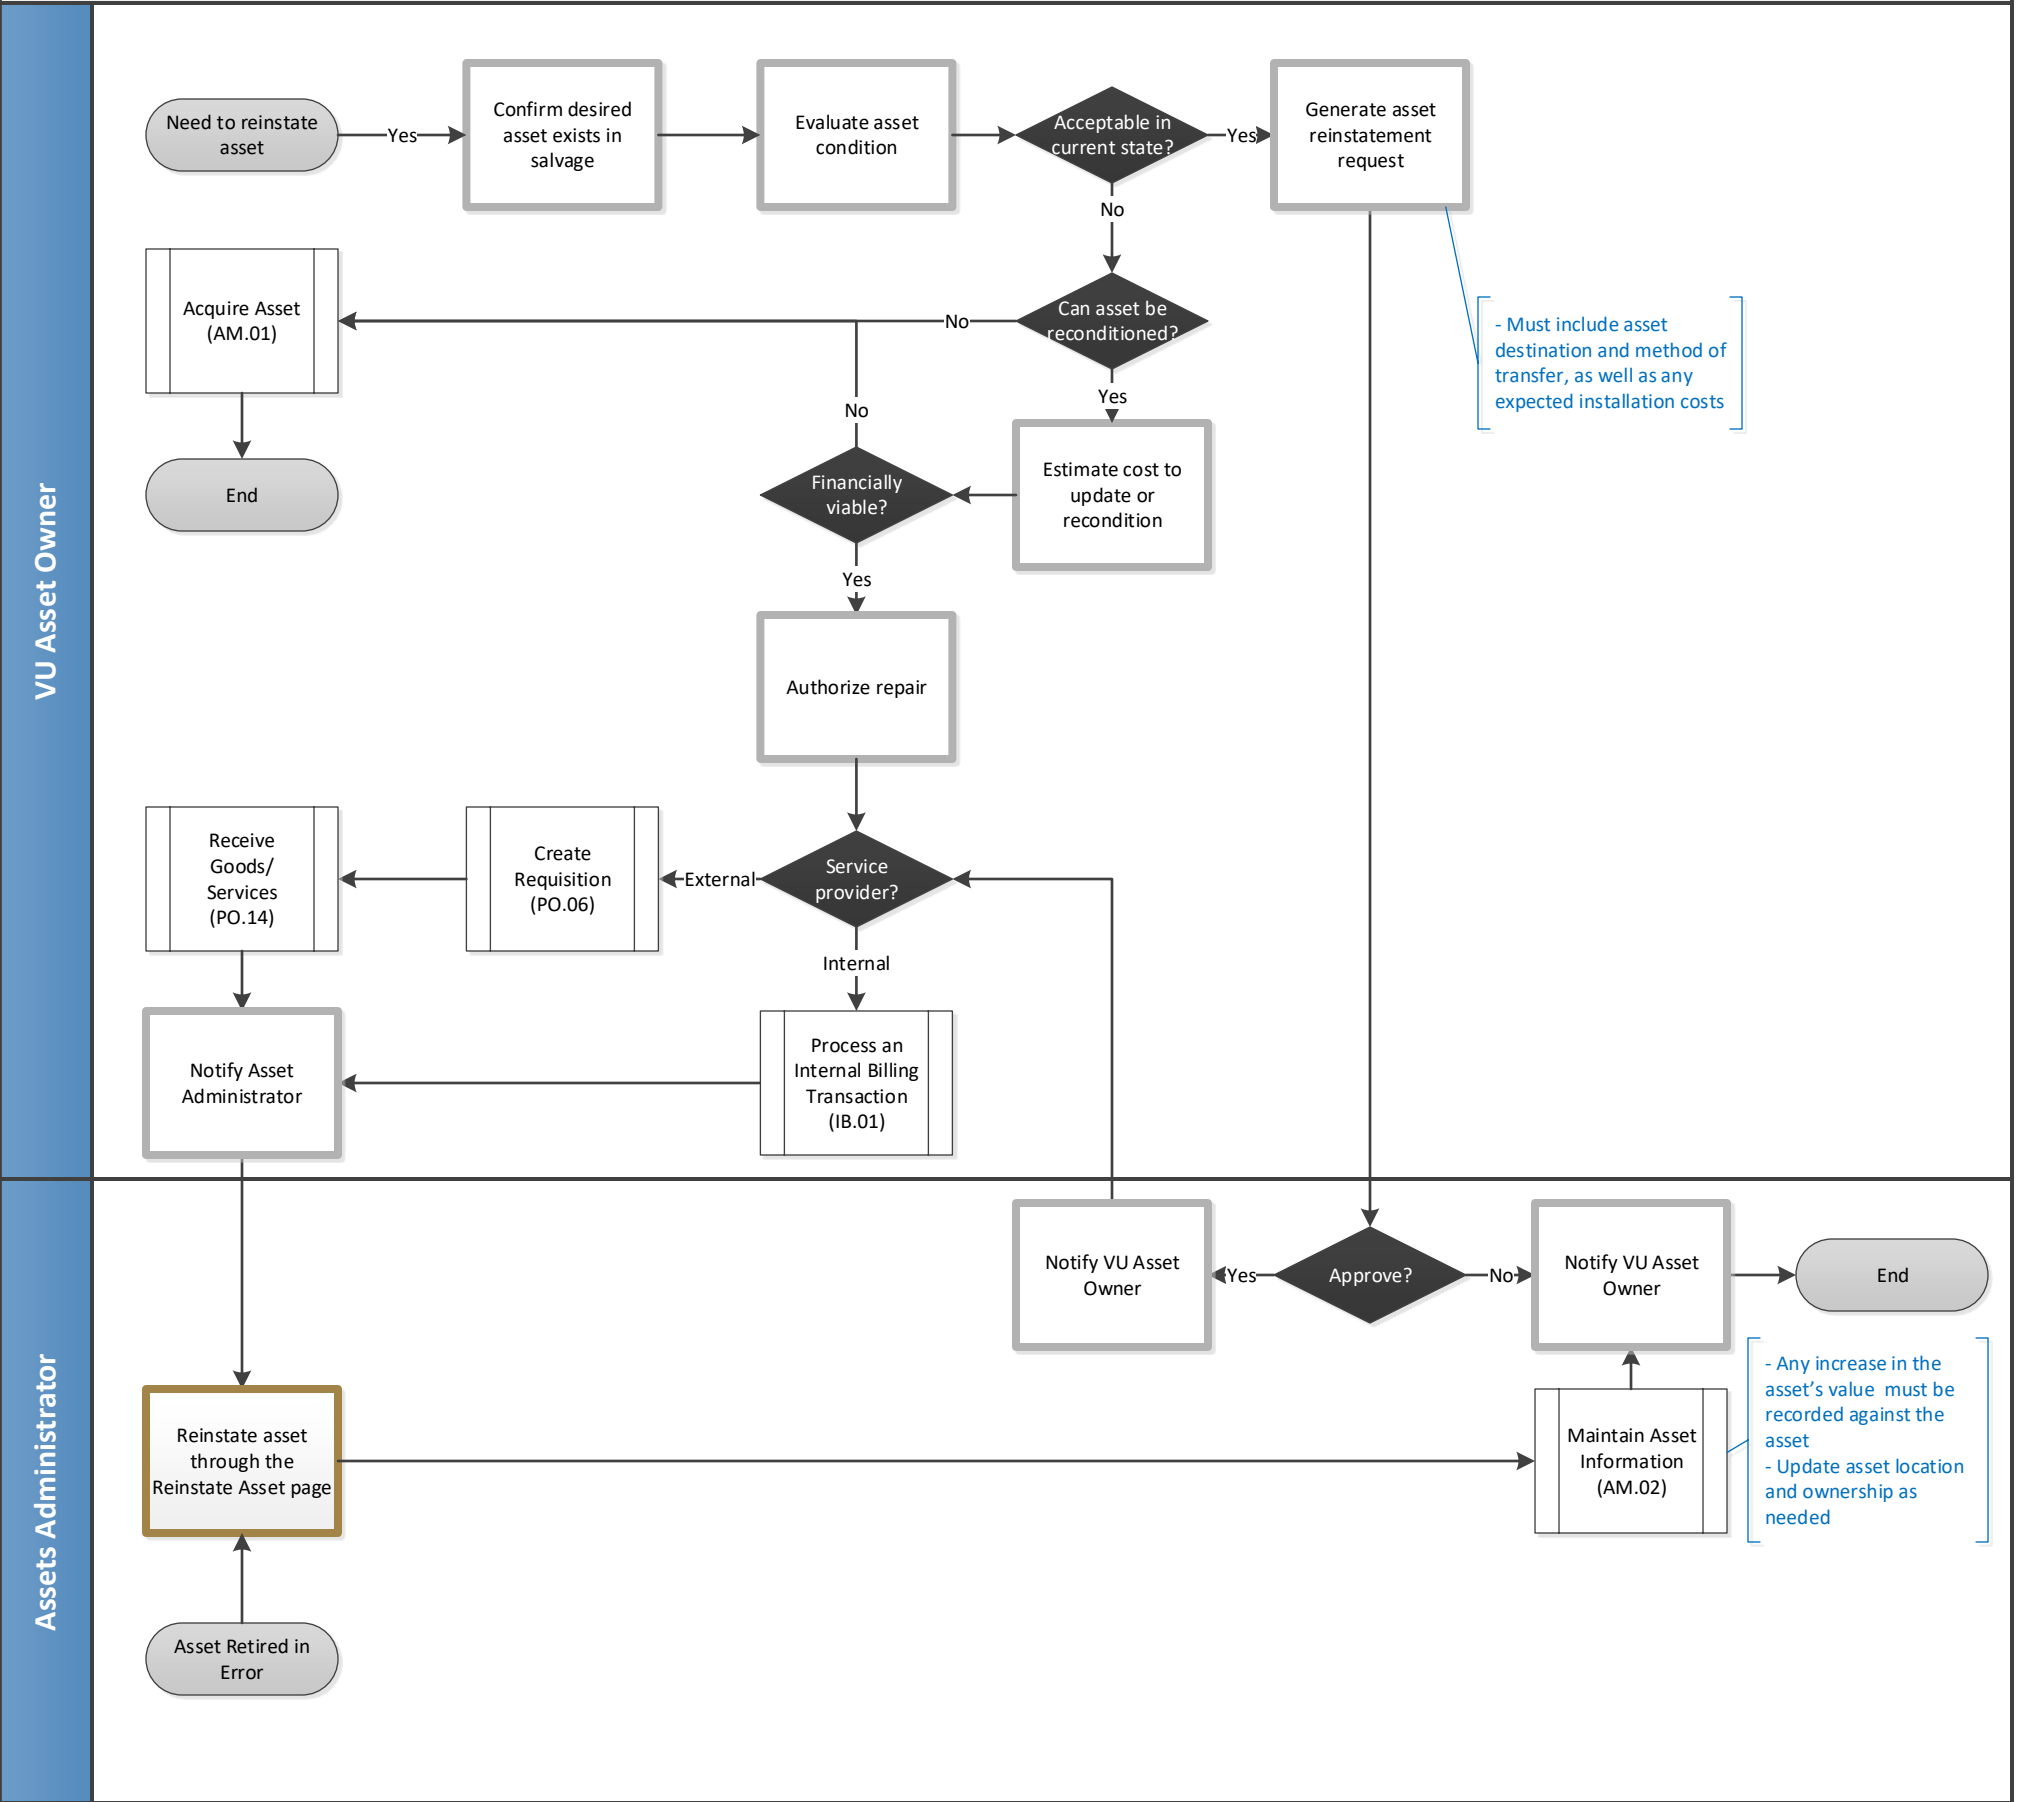 VU Asset Owner
Need to reinstate
asset
Yes
Confirm desired
asset exists in
salvage
Evaluate asset
condition
Acceptable in
current state?
Yes
Generate asset
reinstatement
request
No
Acquire Asset
(AM.01)
No
Can asset be
reconditioned?
- Must include asset
destination and method of
transfer, as well as any
expected installation costs
Yes
No
End
Financially
viable?
Estimate cost to
update or
recondition
Yes
Authorize repair
Receive
Goods/
Services
(PO.14)
Create
Requisition
(PO.06)
External
Service
provider?
Internal
Notify Asset
Administrator
Process an
Internal Billing
Transaction
(IB.01)
Assets Administrator
Notify VU Asset
Owner
Yes
Approve?
No
Notify VU Asset
Owner
End
Reinstate asset
through the
Reinstate Asset page
Maintain Asset
Information
(AM.02)
- Any increase in the
asset's value  must be
recorded against the
asset
- Update asset location
and ownership as
needed
Asset Retired in
Error